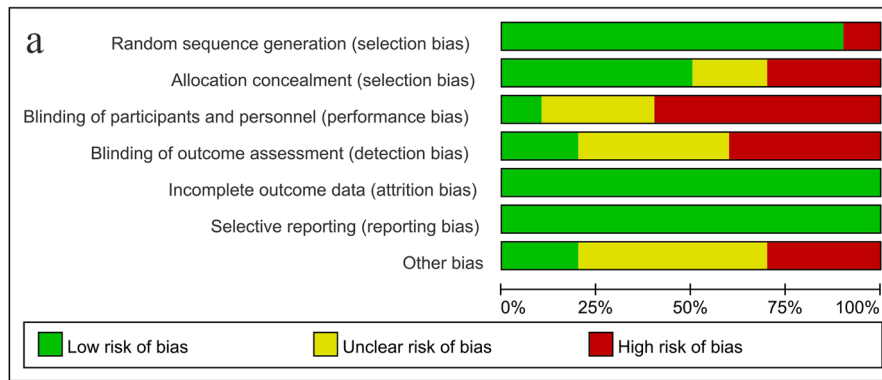 a
Random sequence generation (selection bias)
Allocation concealment (selection bias)
Blinding of participants and personnel (performance bias)
Blinding of outcome assessment (detection bias)
Incomplete outcome data (attrition bias)
Selective reporting (reporting bias)
Other bias
0% 25% 50% 75% 100%
Low risk of bias Unclear risk of bias High risk of bias